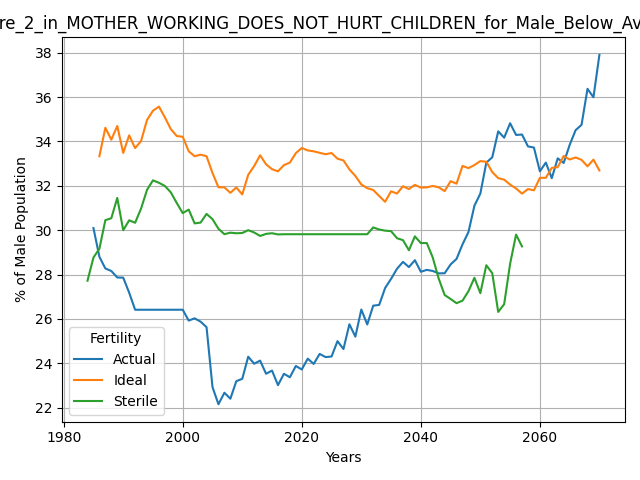 re_2_in_MOTHER_WORKING_DOES_NOT_HURT_CHILDREN_for_Male_Below_Av
% of Male Population
38
36
34
32
30
28
26
24
22
Fertility
Actual
Ideal
Sterile
1980
2000
2020
2040
2060
Years